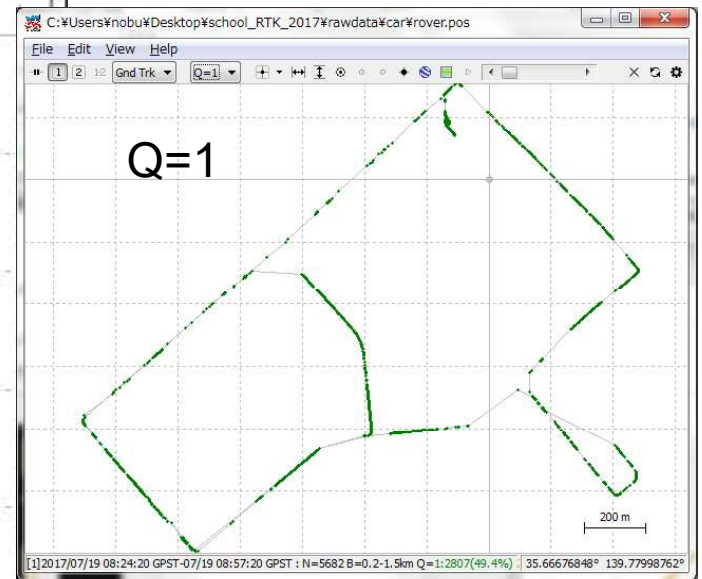 C:¥Users¥nobu¥Desktop¥school_RTK_2017¥rawdata¥car¥rover.pos
File Edit View Help
1 2 1-2 Gnd Trk Q=1
Q=1
200 m
[1]2017/07/19 08:24:20 GPST-07/19 08:57:20 GPST : N=5682 B=0.2-1.5km Q=1:2807(49.4%) 35.66676848° 139.77998762°